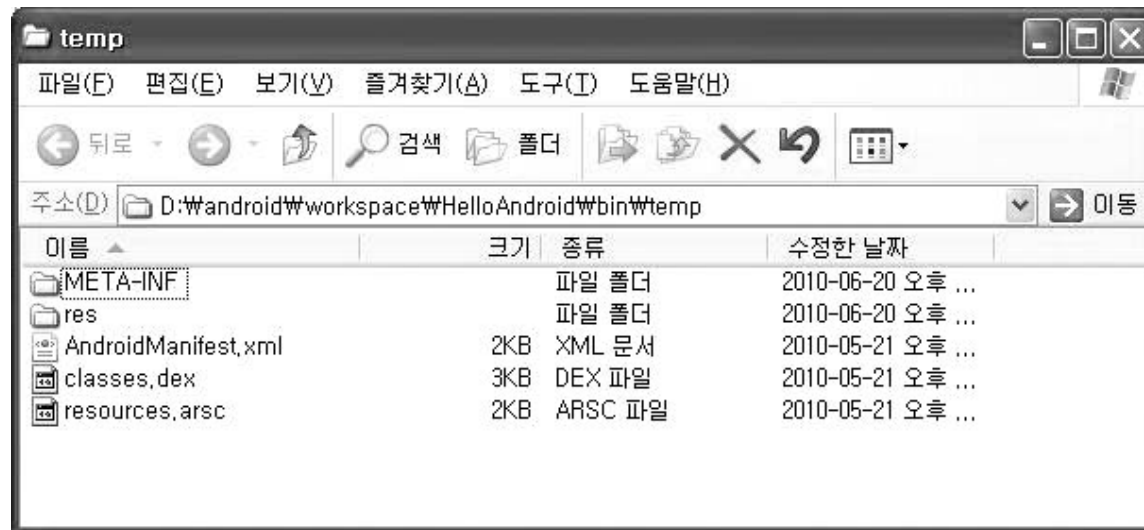 temp
파일(F) 편집(E) 보기(V) 즐겨찾기(A) 도구(T) 도움말(H)
뒤로 검색 폴더
주소(D) D:₩android₩workspace₩HelloAndroid₩bin₩temp 이동
이름 크기 종류 수정한 날짜
META-INF 파일 폴더 2010-06-20 오후 ...
res 파일 폴더 2010-06-20 오후 ...
AndroidManifest.xml 2KB XML 문서 2010-05-21 오후 ...
classes.dex 3KB DEX 파일 2010-05-21 오후 ...
resources.arsc 2KB ARSC 파일 2010-05-21 오후 ...